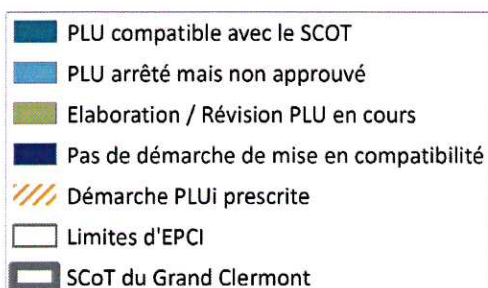 PLU compatible avec le SCOT
PLU arrêté mais non approuvé
Elaboration / Révision PLU en cours
Pas de démarche de mise en compatibilité
Démarche PLUi prescrite
Limites d'EPCI
SCoT du Grand Clermont